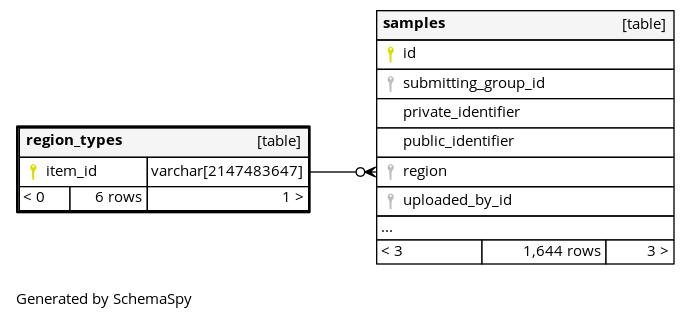 samples [table]
id
submitting_group_id
private_identifier
public_identifier
region
uploaded_by_id
...
< 3 1,644 rows 3 >
region_types [table]
item_id varchar[2147483647]
< 0 6 rows 1 >
Generated by SchemaSpy